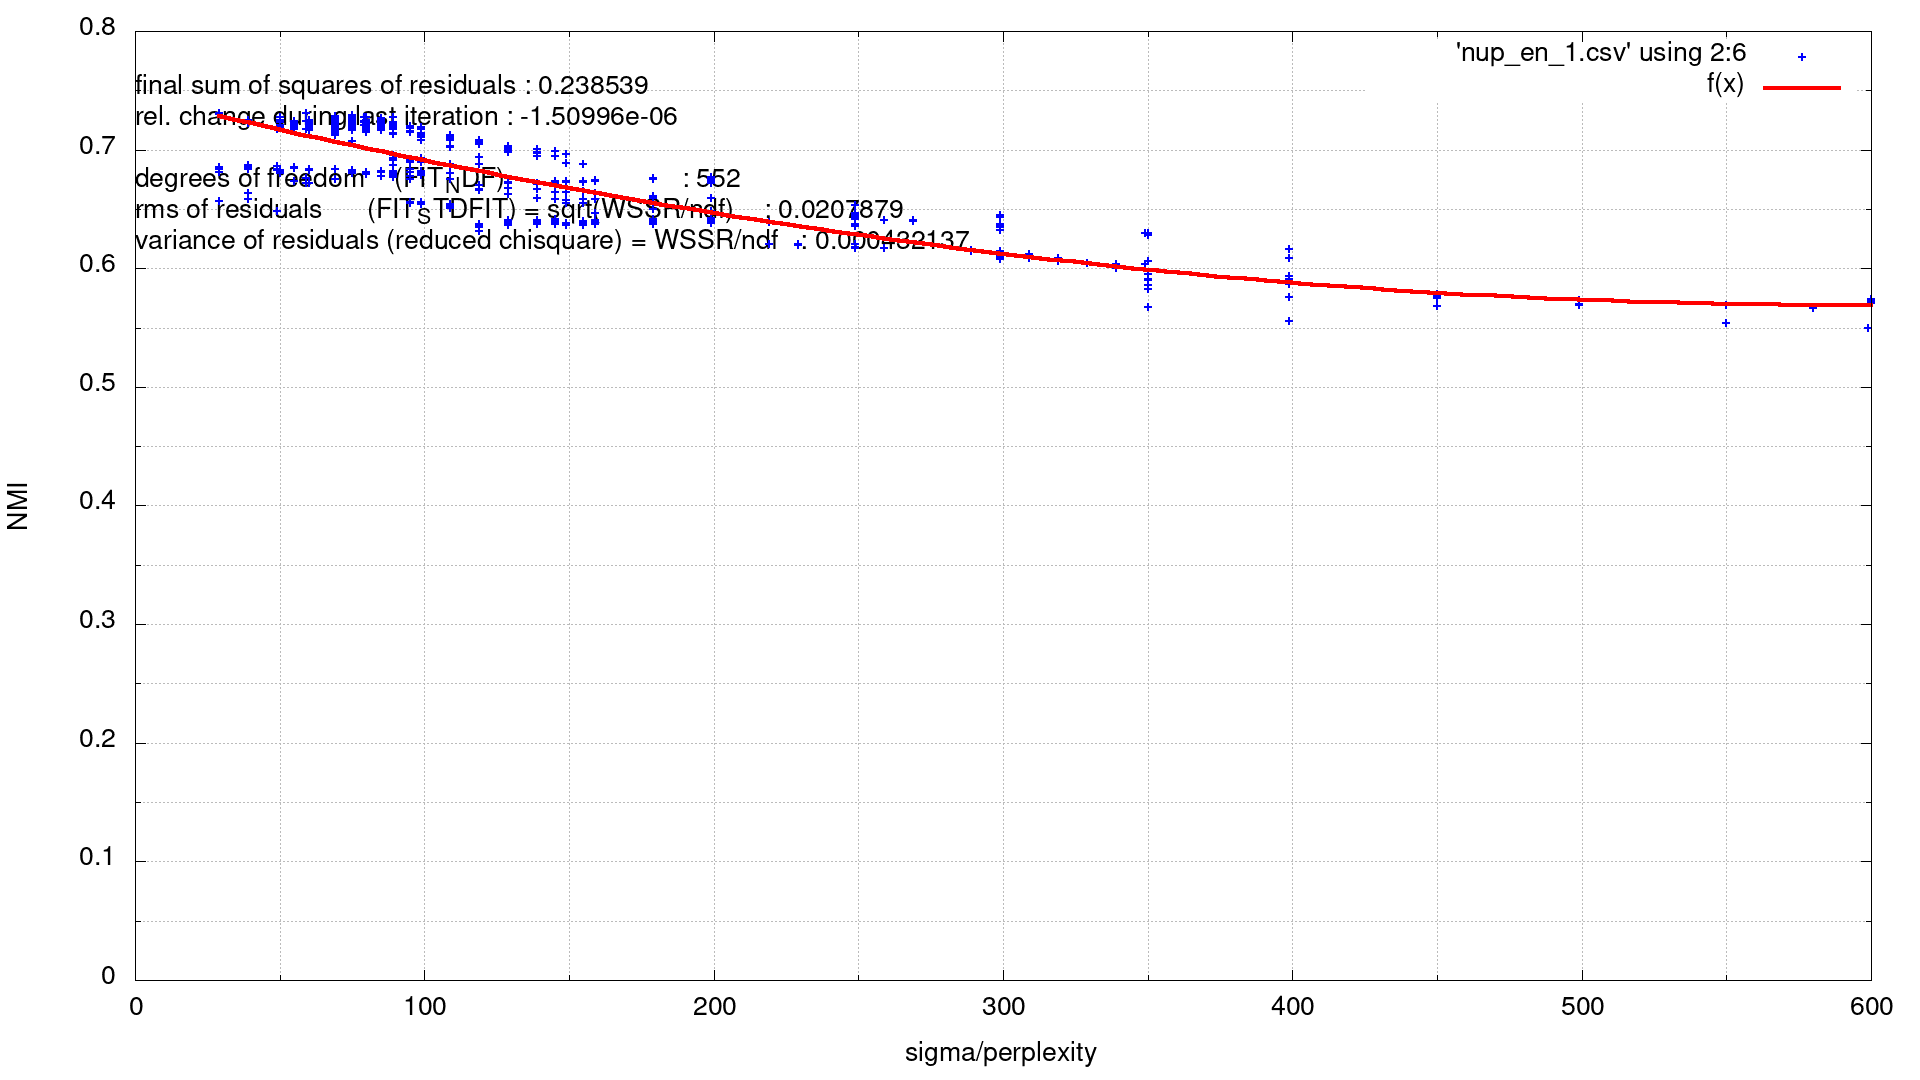 'nup_en_1.csv' using 2:6
f(x)
final sum of squares of residuals : 0.238539
rel. change during last iteration : -1.50996e-06
degrees of freedom (FIT_NDF) : 552
rms of residuals (FIT_STDFIT) = sqrt(WSSR/ndf) : 0.0207879
variance of residuals (reduced chisquare) = WSSR/ndf : 0.000432137
0.8
0.7
0.6
0.5
0.4
0.3
0.2
0.1
0
NMI
0 100 200 300 400 500 600
sigma/perplexity